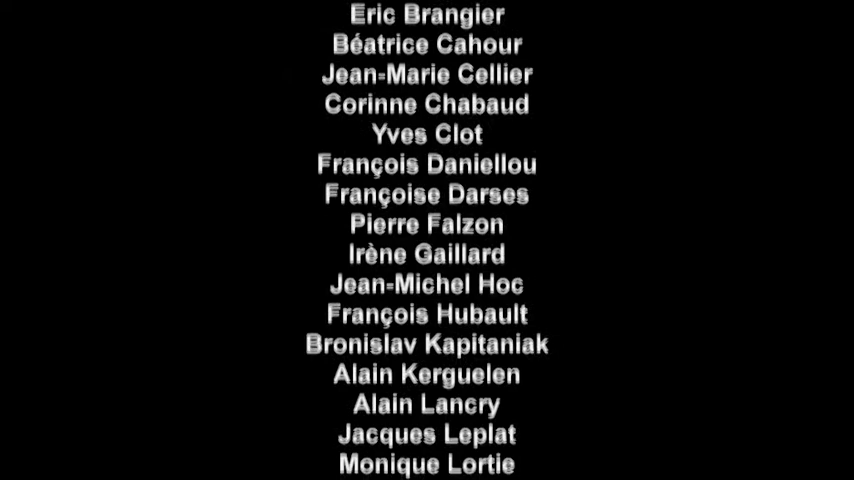 Eric Brangier
Béatrice Cahour
Jean-Marie Cellier
Corinne Chabaud
Yves Clot
François Daniellou
Françoise Darses
Pierre Falzon
Irène Gaillard
Jean-Michel Hoc
François Hubault
Bronislav Kapitaniak
Alain Kerguelen
Alain Lancry
Jacques Leplat
Monique Lortie